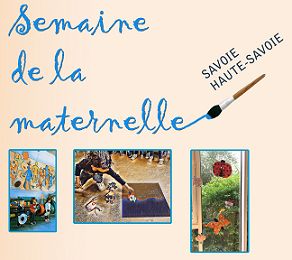 Semaine
de la
maternelle
SAVOIE
HAUTE-SAVOIE